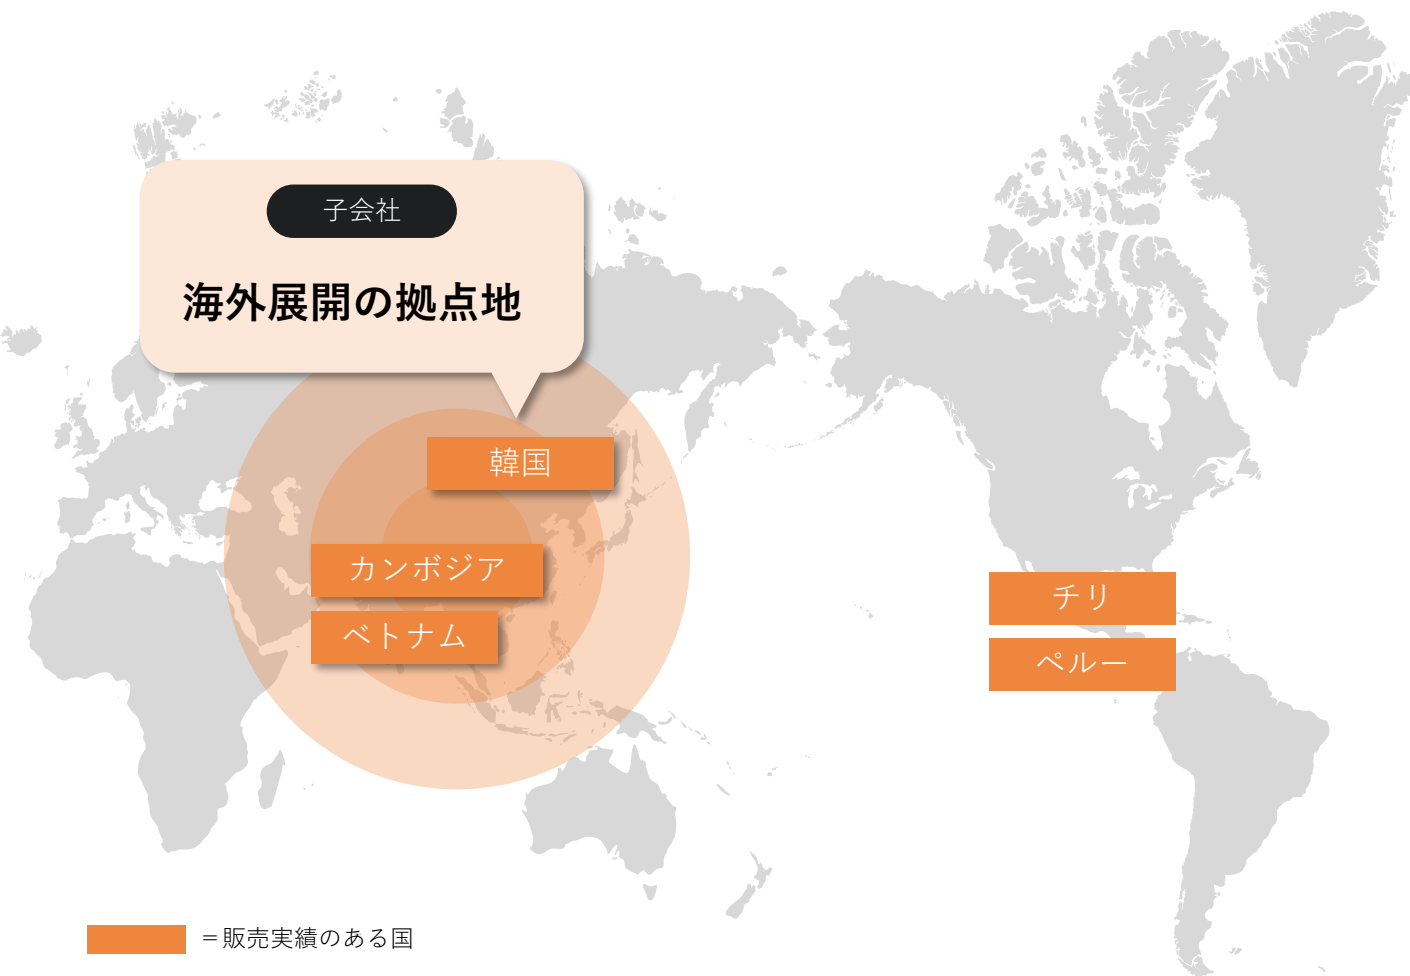 子会社
海外展開の拠点地
韓国
カンボジア
ベトナム
チリ
ペルー
＝販売実績のある国